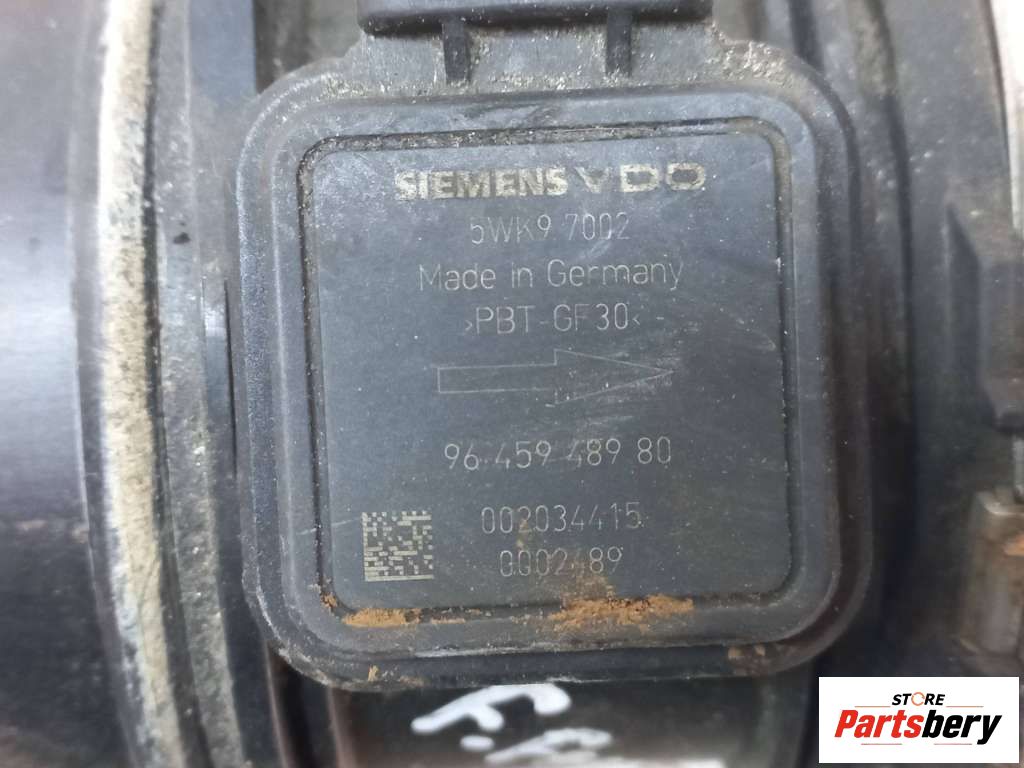 SIEMENS VDO
5WK9 7002
Made in Germany
>PBT-GF30<
96 459 489 80
002034415
0002489
STORE
Partsbery